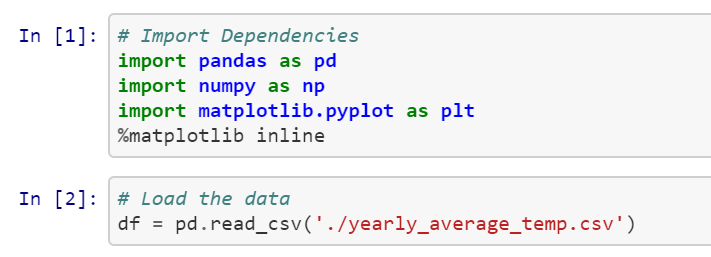 In [1]: # Import Dependencies
import pandas as pd
import numpy as np
import matplotlib.pyplot as plt
%matplotlib inline
In [2]: # Load the data
df = pd.read_csv('./yearly_average_temp.csv')